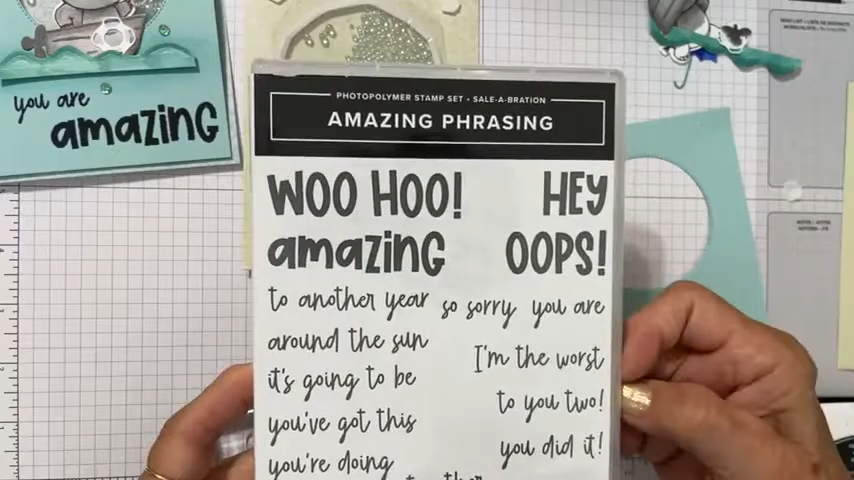 you are
amazing
PHOTOPOLYMER STAMP SET • SALE-A-BRATION
AMAZING PHRASING
WOO HOO! HEY
amazing OOPS!
to another year so sorry you are
around the sun
I'm the worst
it's going to be
to you two!
you've got this
you did it!
you're doing